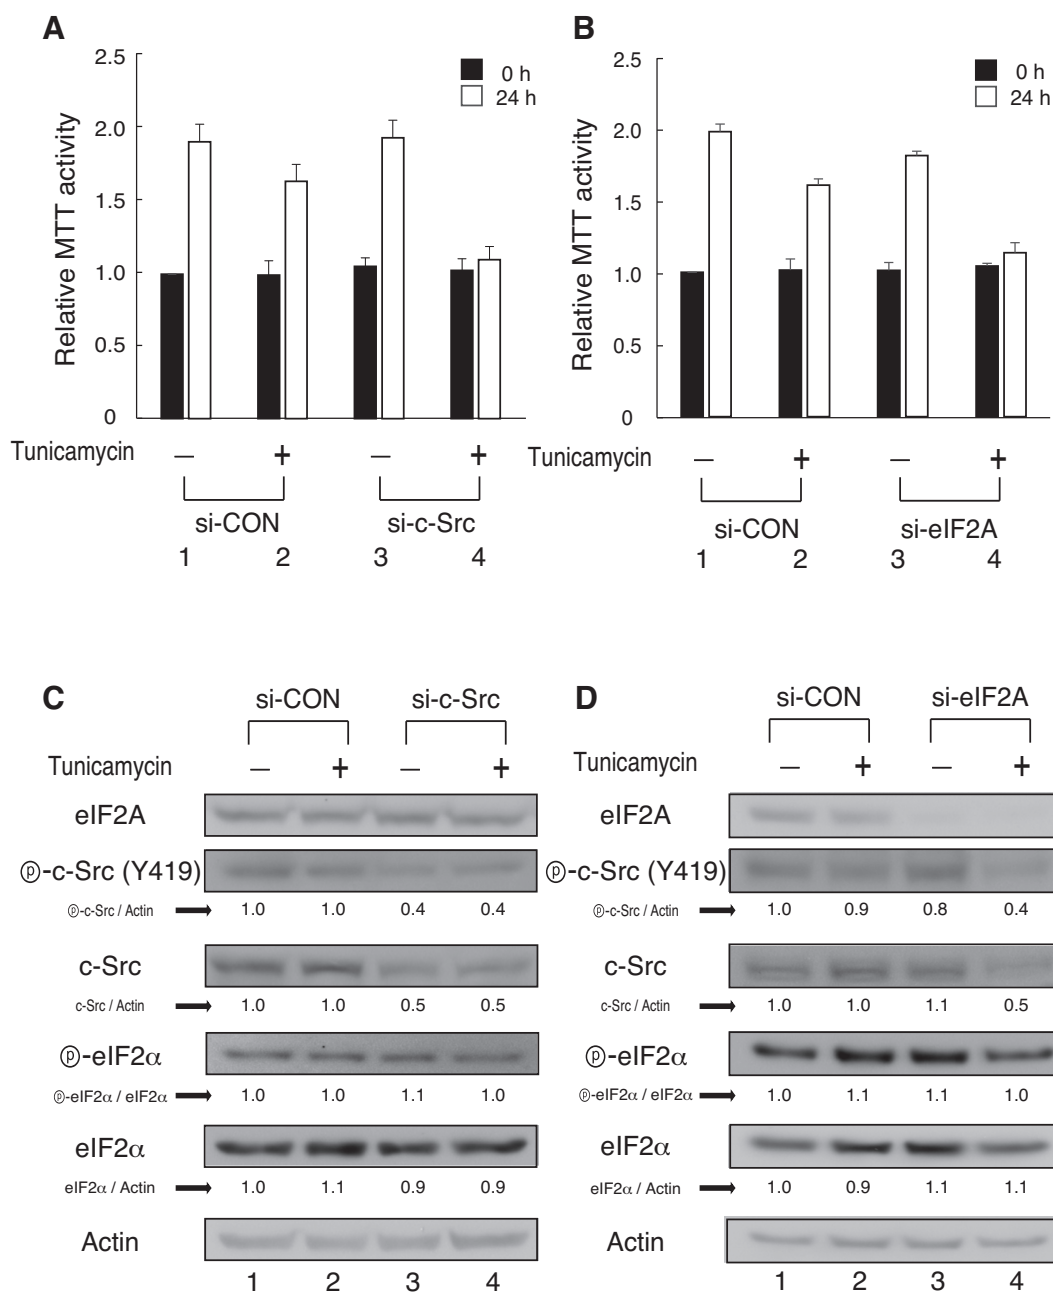 A
2.5
2.0
1.5
1.0
0.5
0
Relative MTT activity
0 h
24 h
Tunicamycin — + — +
si-CON si-c-Src
1 2 3 4
B
2.5
2.0
1.5
1.0
0.5
0
Relative MTT activity
0 h
24 h
Tunicamycin — + — +
si-CON si-eIF2A
1 2 3 4
C
si-CON si-c-Src
Tunicamycin — + — +
eIF2A
ⓟ-c-Src (Y419)
ⓟ-c-Src / Actin 1.0 1.0 0.4 0.4
c-Src
c-Src / Actin 1.0 1.0 0.5 0.5
ⓟ-eIF2α
ⓟ-eIF2α / eIF2α 1.0 1.0 1.1 1.0
eIF2α
eIF2α / Actin 1.0 1.1 0.9 0.9
Actin
1 2 3 4
D
si-CON si-eIF2A
Tunicamycin — + — +
eIF2A
ⓟ-c-Src (Y419)
ⓟ-c-Src / Actin 1.0 0.9 0.8 0.4
c-Src
c-Src / Actin 1.0 1.0 1.1 0.5
ⓟ-eIF2α
ⓟ-eIF2α / eIF2α 1.0 1.1 1.1 1.0
eIF2α
eIF2α / Actin 1.0 0.9 1.1 1.1
Actin
1 2 3 4